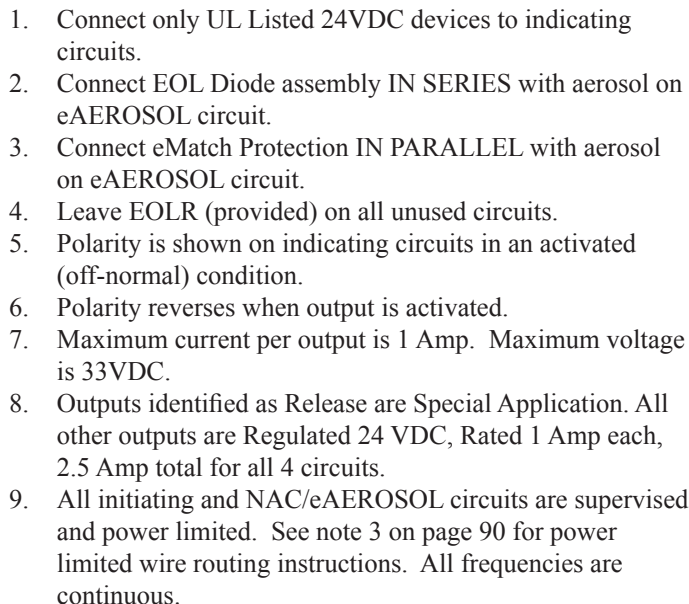 1. Connect only UL Listed 24VDC devices to indicating
circuits.
2. Connect EOL Diode assembly IN SERIES with aerosol on
eAEROSOL circuit.
3. Connect eMatch Protection IN PARALLEL with aerosol
on eAEROSOL circuit.
4. Leave EOLR (provided) on all unused circuits.
5. Polarity is shown on indicating circuits in an activated
(off-normal) condition.
6. Polarity reverses when output is activated.
7. Maximum current per output is 1 Amp.  Maximum voltage
is 33VDC.
8. Outputs identified as Release are Special Application. All
other outputs are Regulated 24 VDC, Rated 1 Amp each,
2.5 Amp total for all 4 circuits.
9. All initiating and NAC/eAEROSOL circuits are supervised
and power limited.  See note 3 on page 90 for power
limited wire routing instructions.  All frequencies are
continuous.